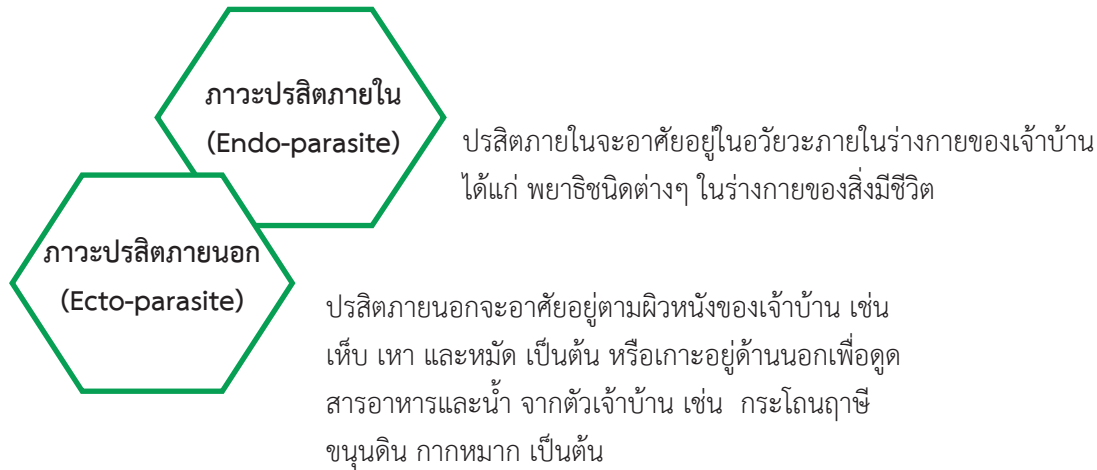 ภาวะปรสิตภายใน
(Endo-parasite)
ปรสิตภายในจะอาศัยอยู่ในอวัยวะภายในร่างกายของเจ้าบ้าน
ได้แก่ พยาธิชนิดต่างๆ ในร่างกายของสิ่งมีชีวิต
ภาวะปรสิตภายนอก
(Ecto-parasite)
ปรสิตภายนอกจะอาศัยอยู่ตามผิวหนังของเจ้าบ้าน เช่น
เห็บ เหา และหมัด เป็นต้น หรือเกาะอยู่ด้านนอกเพื่อดูด
สารอาหารและน้ำ จากตัวเจ้าบ้าน เช่น กระโถนฤาษี
ขนุนดิน กากหมาก เป็นต้น